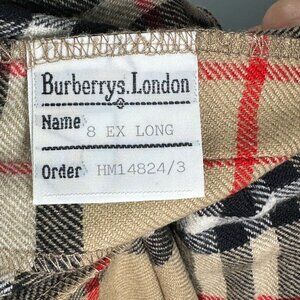 Burberrys.London
Name 8 EX LONG
Order HM14824/3